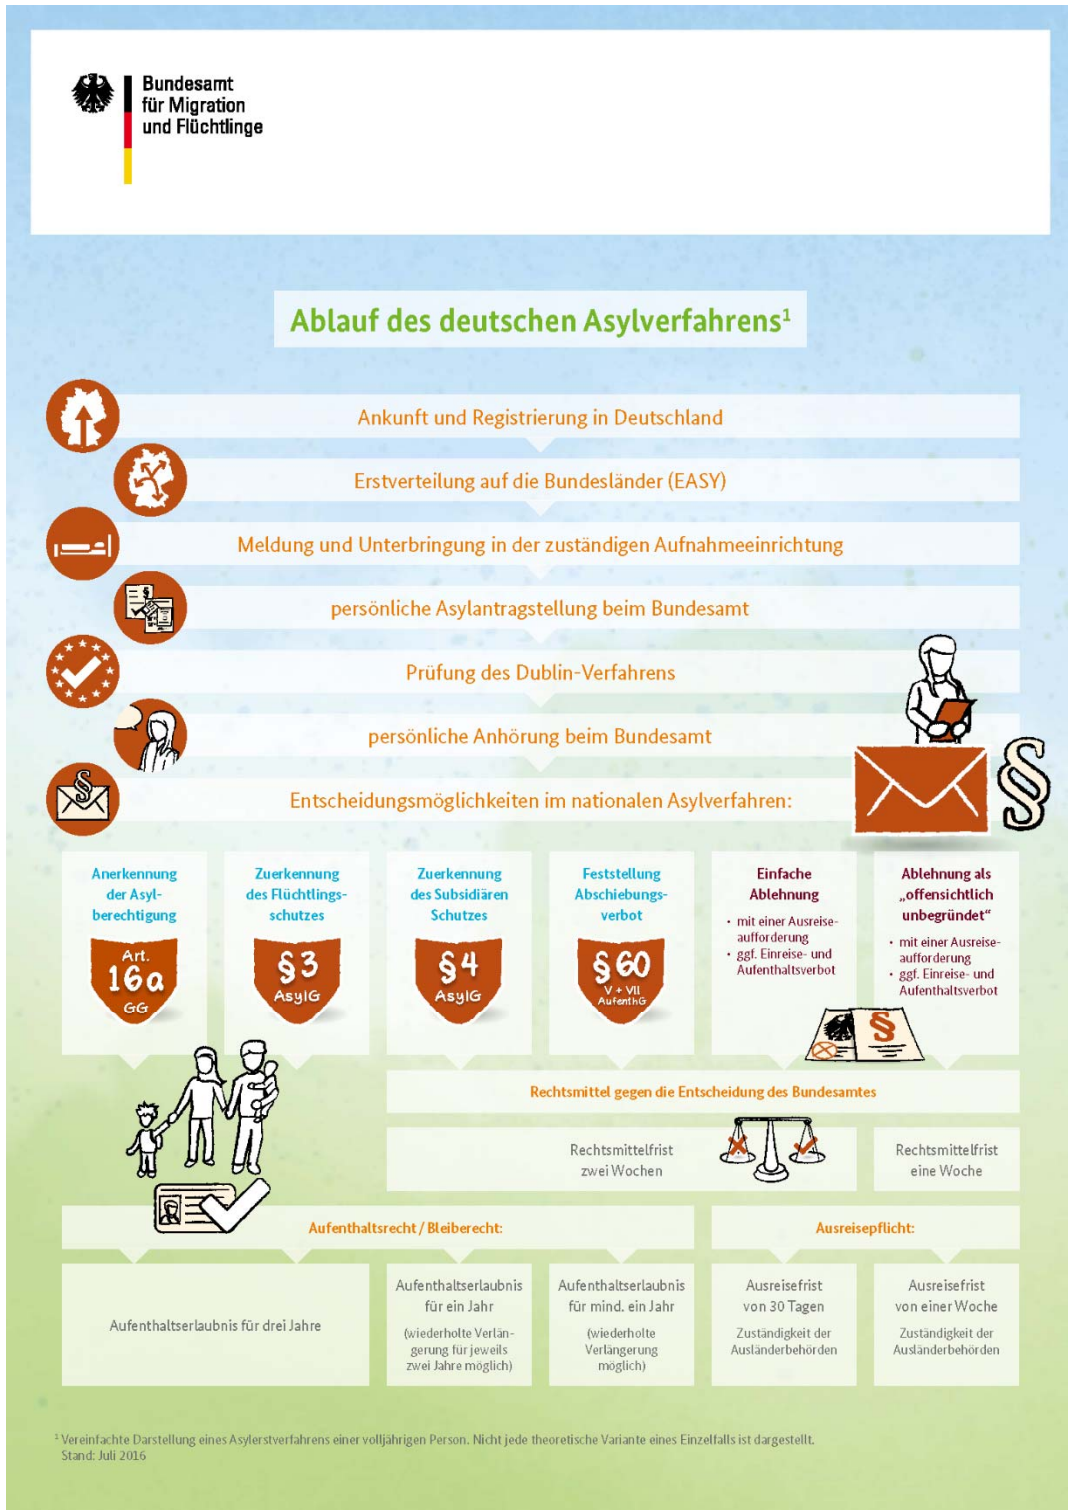 Bundesamt
für Migration
und Flüchtlinge
Ablauf des deutschen Asylverfahrens¹
Ankunft und Registrierung in Deutschland
Erstverteilung auf die Bundesländer (EASY)
Meldung und Unterbringung in der zuständigen Aufnahmeeinrichtung
persönliche Asylantragstellung beim Bundesamt
Prüfung des Dublin-Verfahrens
persönliche Anhörung beim Bundesamt
Entscheidungsmöglichkeiten im nationalen Asylverfahren:
Anerkennung
der Asyl-
berechtigung
Art.
16a
GG
Zuerkennung
des Flüchtlings-
schutzes
§ 3
AsylG
Zuerkennung
des Subsidiären
Schutzes
§ 4
AsylG
Feststellung
Abschiebungs-
verbot
§ 60
V + VII
AufenthG
Einfache
Ablehnung
• mit einer Ausreise-
aufforderung
• ggf. Einreise- und
Aufenthaltsverbot
Ablehnung als
„offensichtlich
unbegründet“
• mit einer Ausreise-
aufforderung
• ggf. Einreise- und
Aufenthaltsverbot
§
§
§
§
Rechtsmittel gegen die Entscheidung des Bundesamtes
Rechtsmittelfrist
zwei Wochen
Rechtsmittelfrist
eine Woche
Aufenthaltsrecht / Bleiberecht:
Ausreisepflicht:
Aufenthaltserlaubnis für drei Jahre
Aufenthaltserlaubnis
für ein Jahr
(wiederholte Verlän-
gerung für jeweils
zwei Jahre möglich)
Aufenthaltserlaubnis
für mind. ein Jahr
(wiederholte
Verlängerung
möglich)
Ausreisefrist
von 30 Tagen
Zuständigkeit der
Ausländerbehörden
Ausreisefrist
von einer Woche
Zuständigkeit der
Ausländerbehörden
¹ Vereinfachte Darstellung eines Asylerstverfahrens einer volljährigen Person. Nicht jede theoretische Variante eines Einzelfalls ist dargestellt.
Stand: Juli 2016